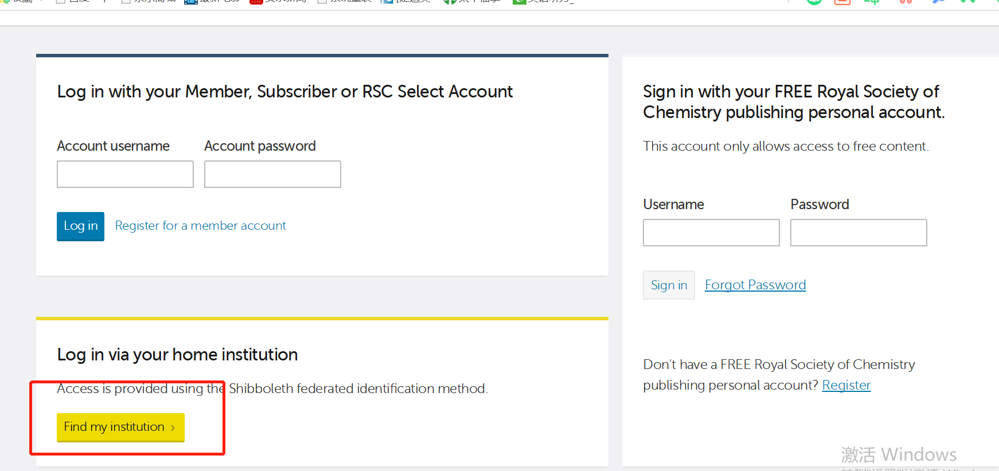 Log in with your Member, Subscriber or RSC Select Account
Account username
Account password
Log in
Register for a member account
Log in via your home institution
Access is provided using the Shibboleth federated identification method.
Find my institution ›
Sign in with your FREE Royal Society of
Chemistry publishing personal account.
This account only allows access to free content.
Username
Password
Sign in
Forgot Password
Don't have a FREE Royal Society of Chemistry
publishing personal account? Register
激活 Windows